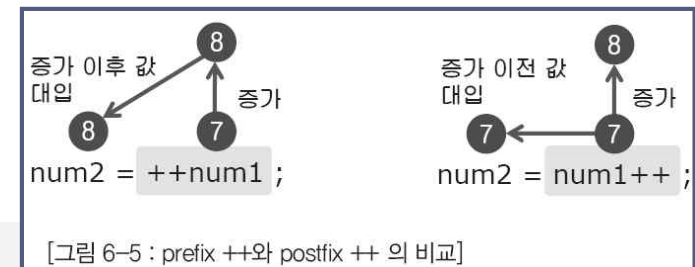 8
증가 이후 값
대입
증가
8
7
num2 = ++num1 ;
8
증가 이전 값
대입
증가
7
7
num2 = num1++ ;
[그림 6-5 : prefix ++와 postfix ++ 의 비교]